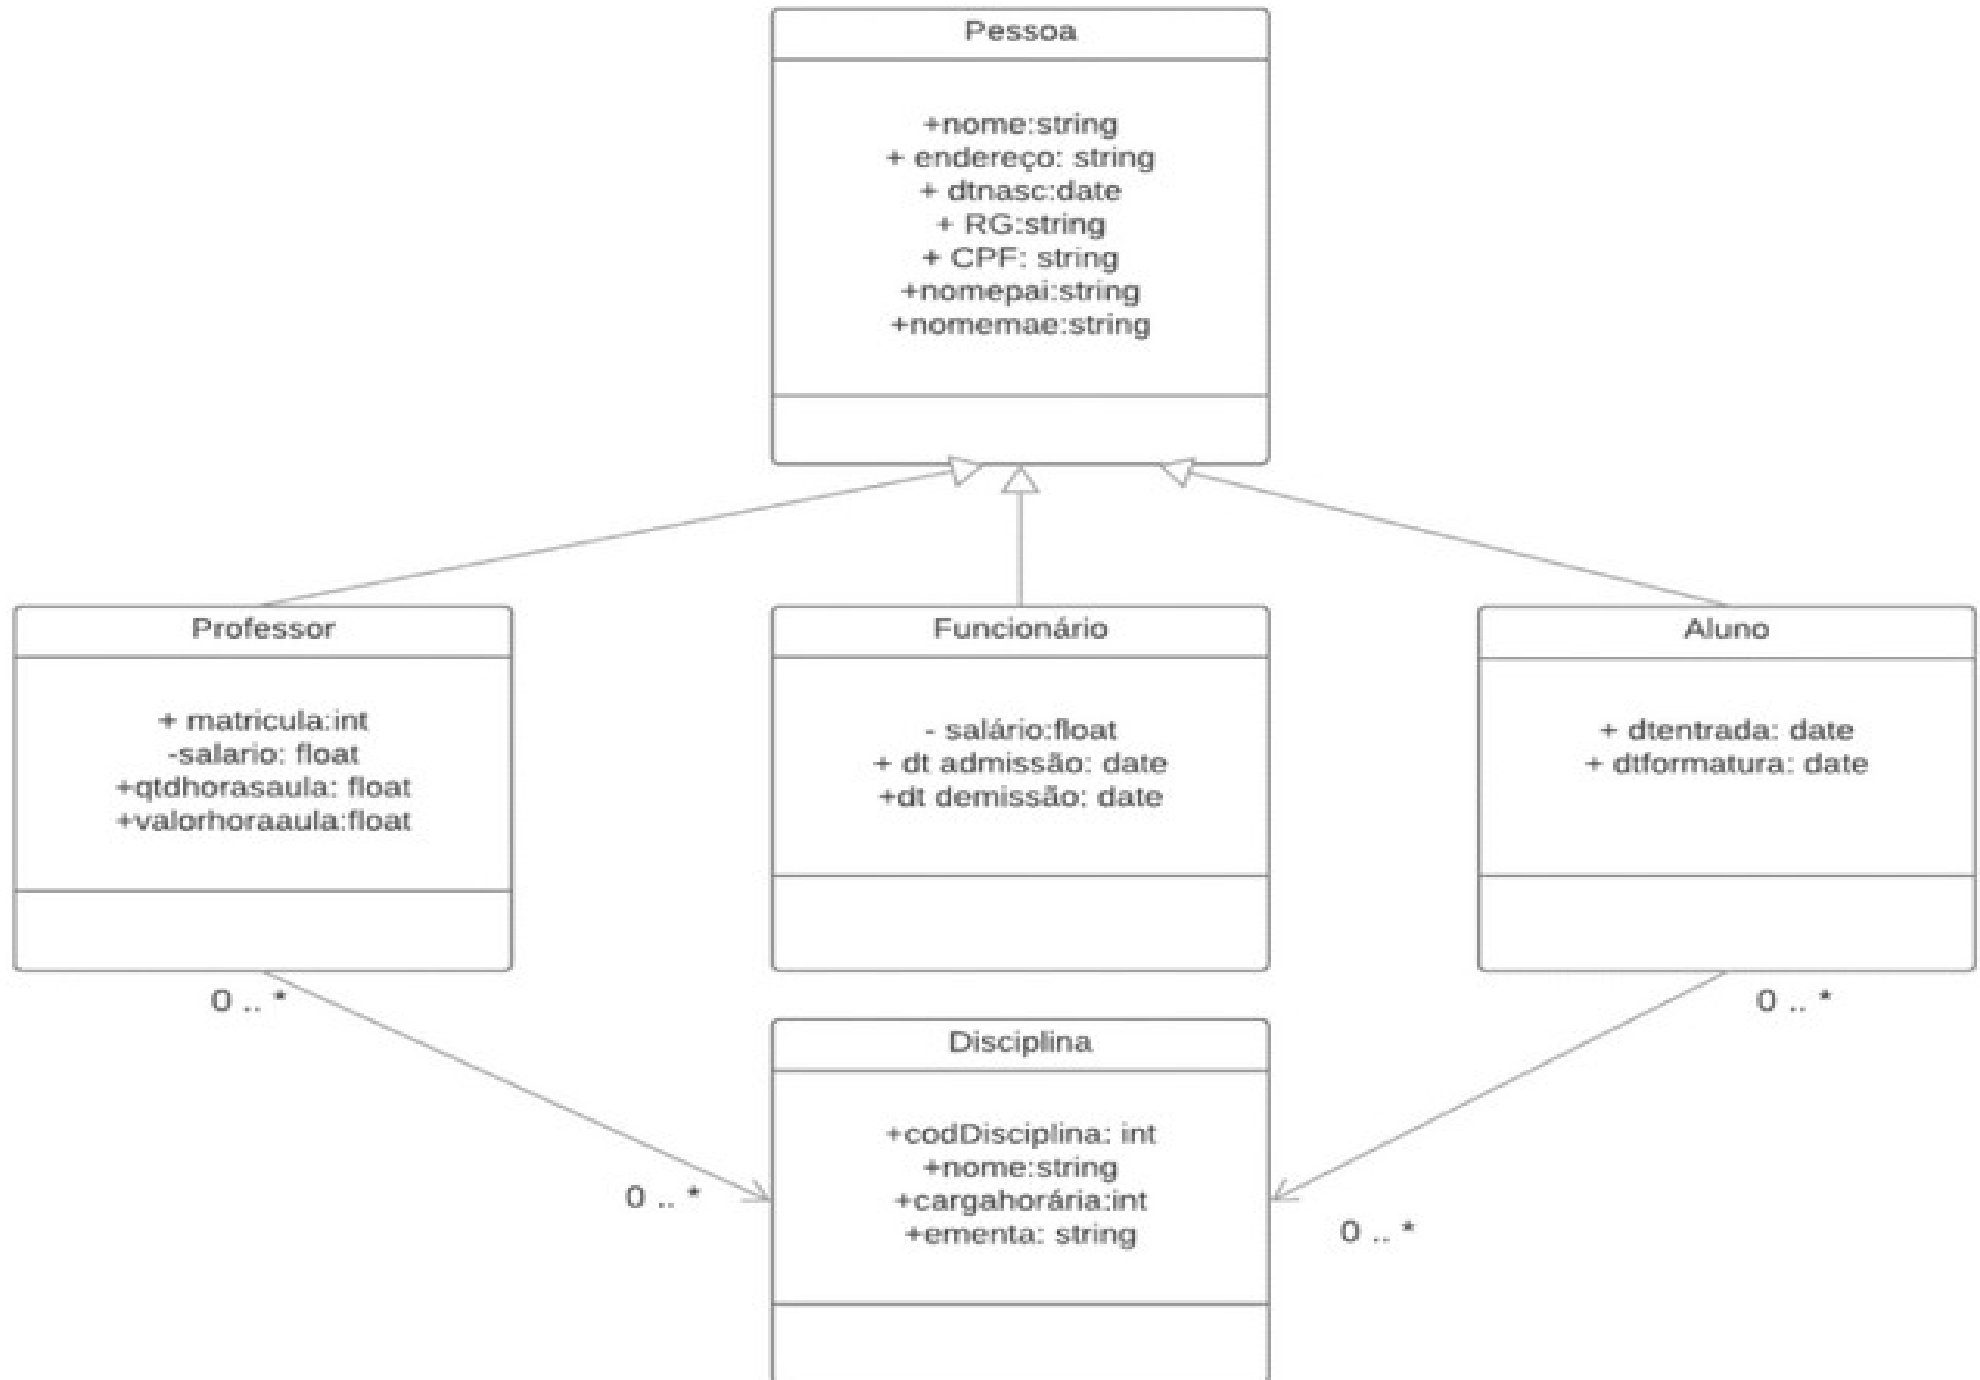 Pessoa
+nome:string
+ endereço: string
+ dtnasc:date
+ RG:string
+ CPF: string
+nomepai:string
+nomemae:string
Professor
+ matricula:int
-salario: float
+qtdhorasaula: float
+valorhoraaula:float
Funcionário
- salário:float
+ dt admissão: date
+dt demissão: date
Aluno
+ dtentrada: date
+ dtformatura: date
0 .. *
0 .. *
Disciplina
+codDisciplina: int
+nome:string
+cargahorária:int
+ementa: string
0 .. *
0 .. *